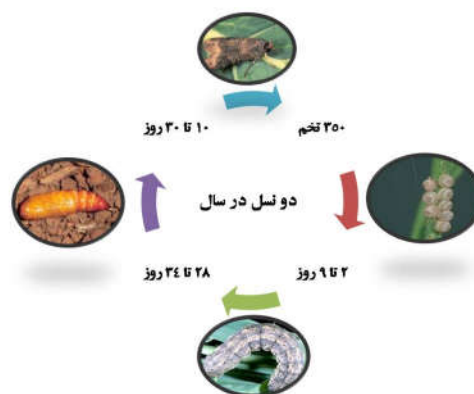 ۳۵۰ تخم
۱۰ تا ۳۰ روز
دو نسل در سال
۲ تا ۹ روز
۲۸ تا ۳٤ روز